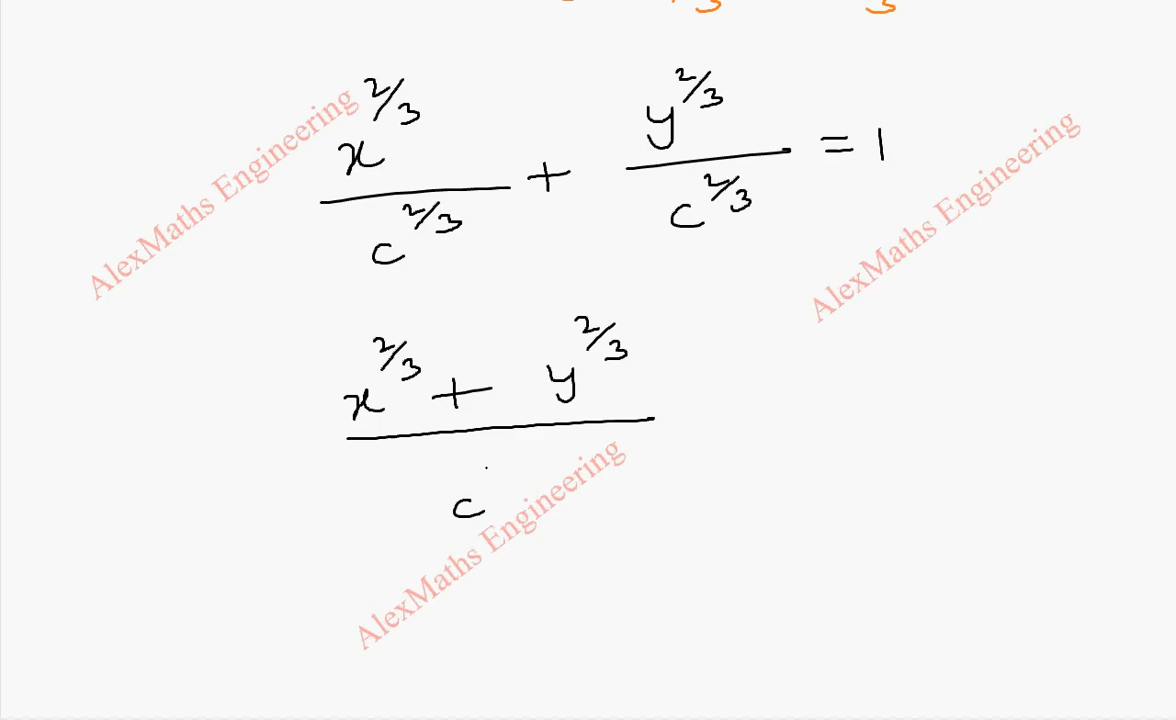 x^{2/3}/c^{2/3} + y^{2/3}/c^{2/3} = 1
x^{2/3} + y^{2/3}/c
AlexMaths Engineering
AlexMaths Engineering
AlexMaths Engineering